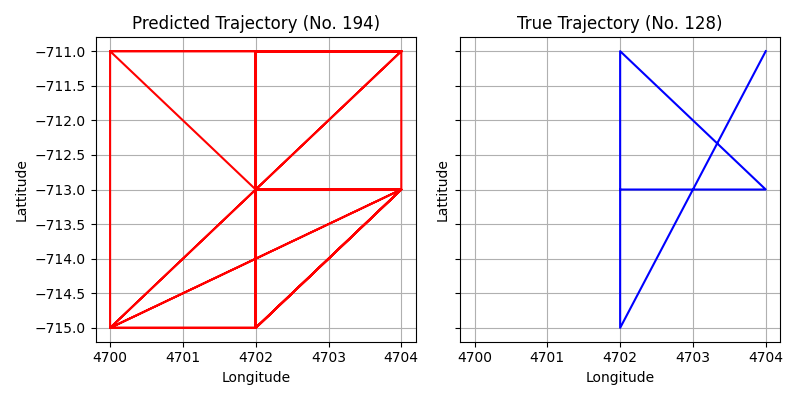 Predicted Trajectory (No. 194)
True Trajectory (No. 128)
Lattitude
−711.0
−711.5
−712.0
−712.5
−713.0
−713.5
−714.0
−714.5
−715.0
4700 4701 4702 4703 4704
Longitude
Lattitude
4700 4701 4702 4703 4704
Longitude